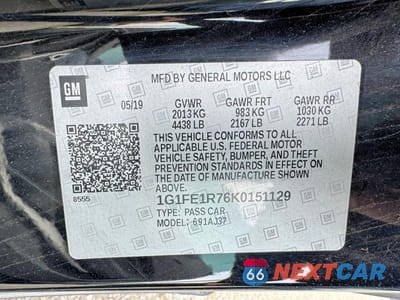 GM
MFD BY GENERAL MOTORS LLC
05/19
GVWR GAWR FRT GAWR RR
2013 KG 983 KG 1030 KG
4438 LB 2167 LB 2271 LB
THIS VEHICLE CONFORMS TO ALL
APPLICABLE U.S. FEDERAL MOTOR
VEHICLE SAFETY, BUMPER, AND THEFT
PREVENTION STANDARDS IN EFFECT ON
THE DATE OF MANUFACTURE SHOWN
ABOVE.
8555
1G1FE1R76K0151129
TYPE: PASS CAR
MODEL:
66 NEXTCAR